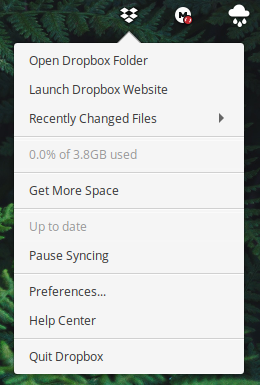 Open Dropbox Folder
Launch Dropbox Website
Recently Changed Files
0.0% of 3.8GB used
Get More Space
Up to date
Pause Syncing
Preferences...
Help Center
Quit Dropbox